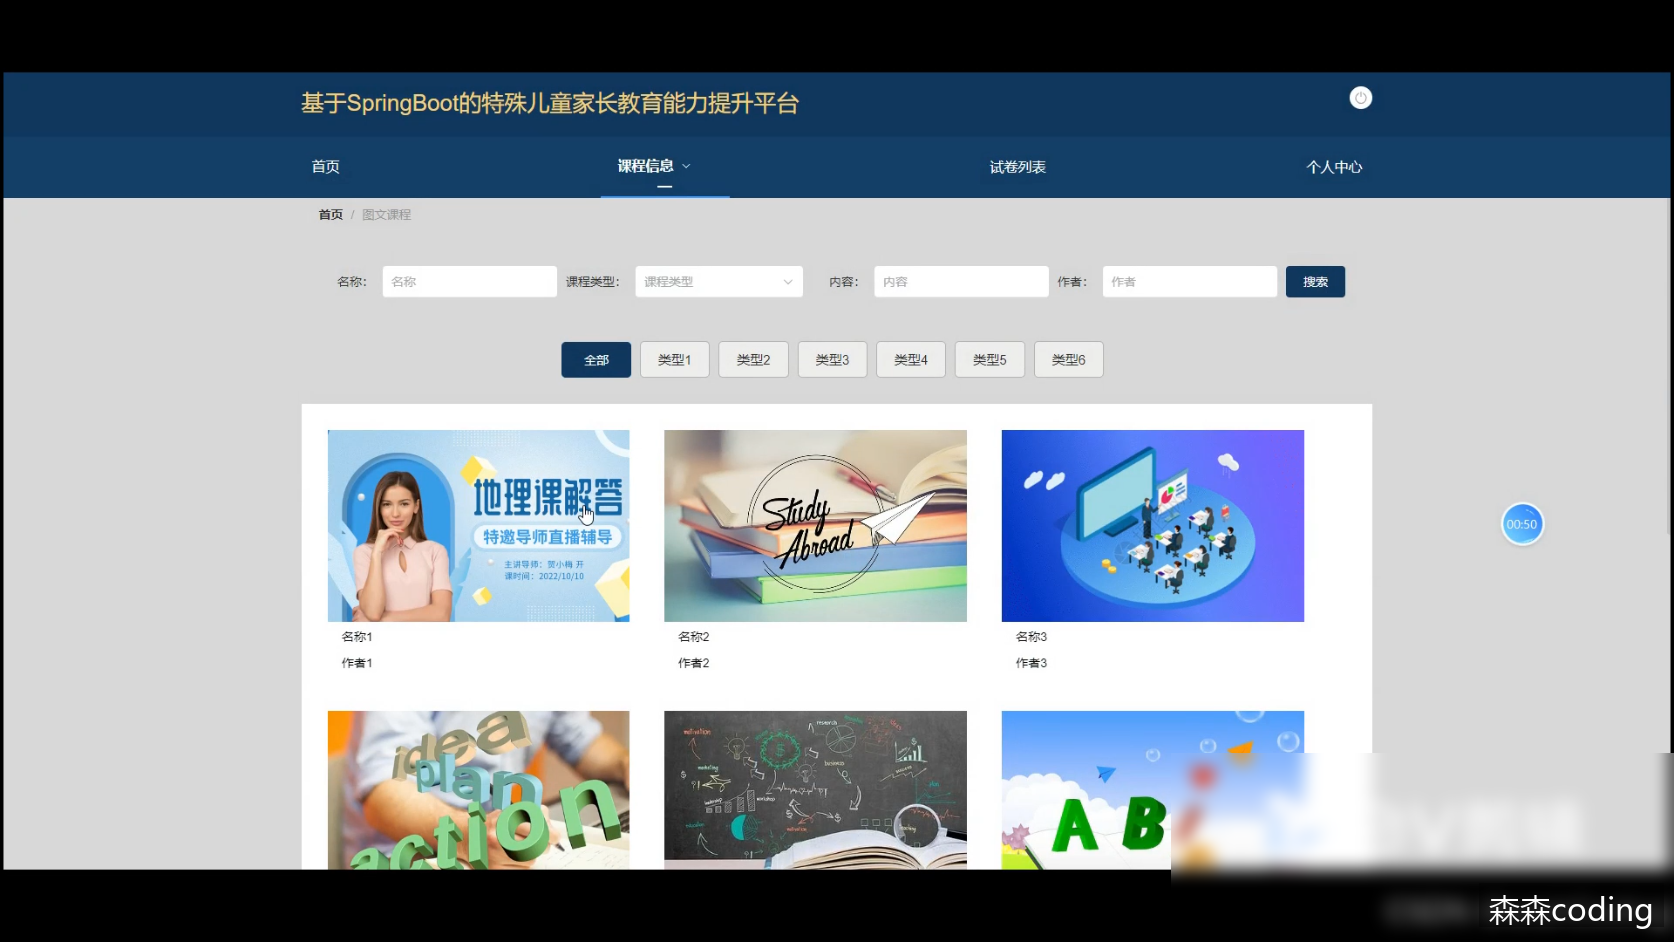 基于SpringBoot的特殊儿童家长教育能力提升平台
首页 课程信息 试卷列表 个人中心
首页 / 图文课程
名称： 名称 课程类型： 课程类型 内容： 内容 作者： 作者 搜索
全部 类型1 类型2 类型3 类型4 类型5 类型6
地理课解答
特邀导师直播辅导
主讲导师：贺小梅 开
课时间：2022/10/10
Study
Abroad
00:50
名称1 名称2 名称3
作者1 作者2 作者3
idea
plan
action
research
motivation
marketing
business
workshop
A B
森森coding